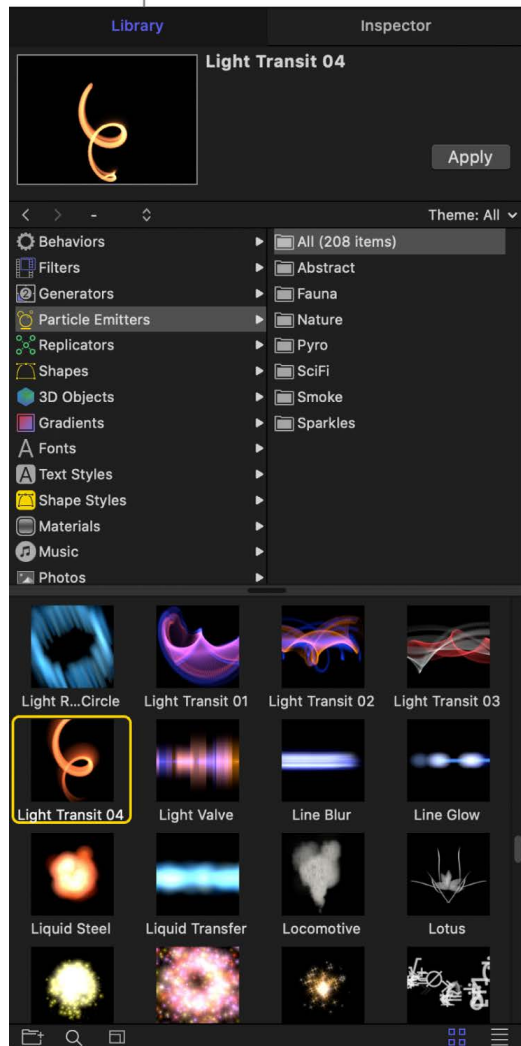 Library Inspector
Light Transit 04
Apply
Theme: All
Behaviors
Filters
Generators
Particle Emitters
Replicators
Shapes
3D Objects
Gradients
Fonts
Text Styles
Shape Styles
Materials
Music
Photos
All (208 items)
Abstract
Fauna
Nature
Pyro
SciFi
Smoke
Sparkles
Light R...Circle Light Transit 01 Light Transit 02 Light Transit 03
Light Transit 04 Light Valve Line Blur Line Glow
Liquid Steel Liquid Transfer Locomotive Lotus